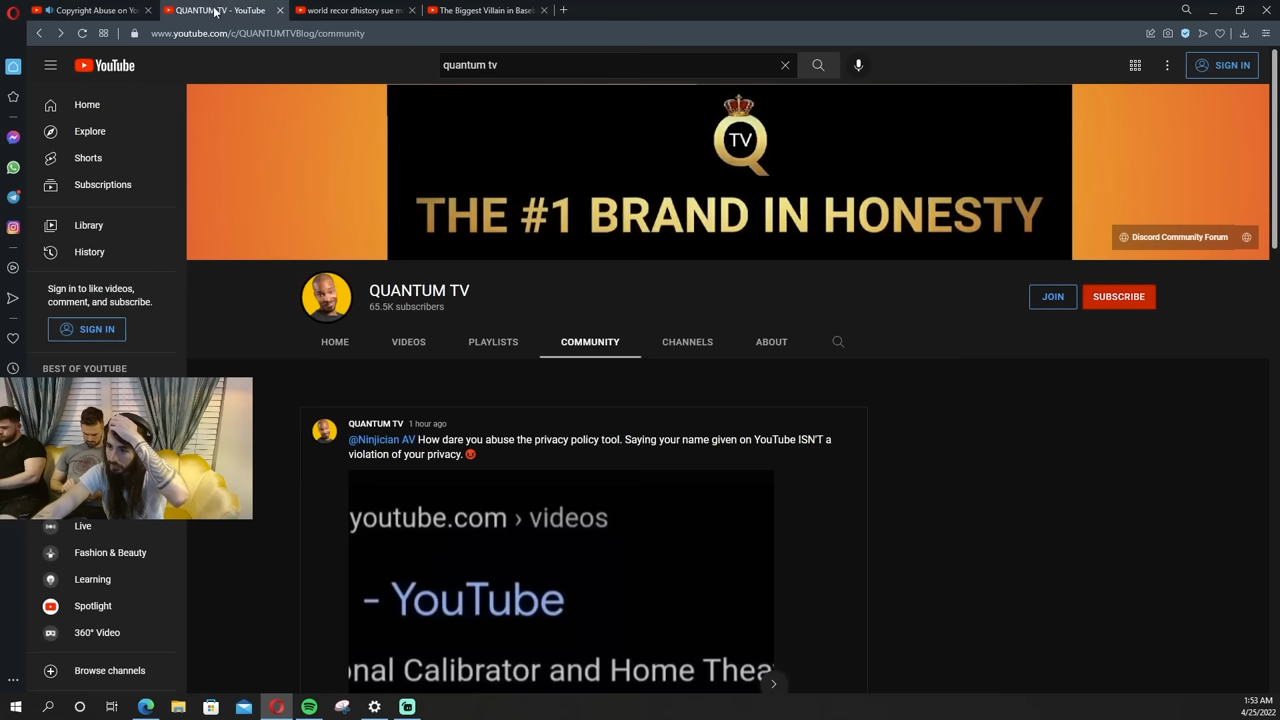 Copyright Abuse on Yo
QUANTUM TV - YouTube
world recor dhistory sue m
The Biggest Villain in Baseb
www.youtube.com/c/QUANTUMTVBlog/community
YouTube
quantum tv
SIGN IN
Home
Explore
Shorts
Subscriptions
Library
History
Sign in to like videos,
comment, and subscribe.
SIGN IN
BEST OF YOUTUBE
Live
Fashion & Beauty
Learning
Spotlight
360° Video
Browse channels
TV
THE #1 BRAND IN HONESTY
Discord Community Forum
QUANTUM TV
65.5K subscribers
JOIN
SUBSCRIBE
HOME
VIDEOS
PLAYLISTS
COMMUNITY
CHANNELS
ABOUT
QUANTUM TV 1 hour ago
@Ninjician AV How dare you abuse the privacy policy tool. Saying your name given on YouTube ISN'T a
violation of your privacy.
youtube.com › videos
- YouTube
onal Calibrator and Home Thea
1:53 AM
4/25/2022